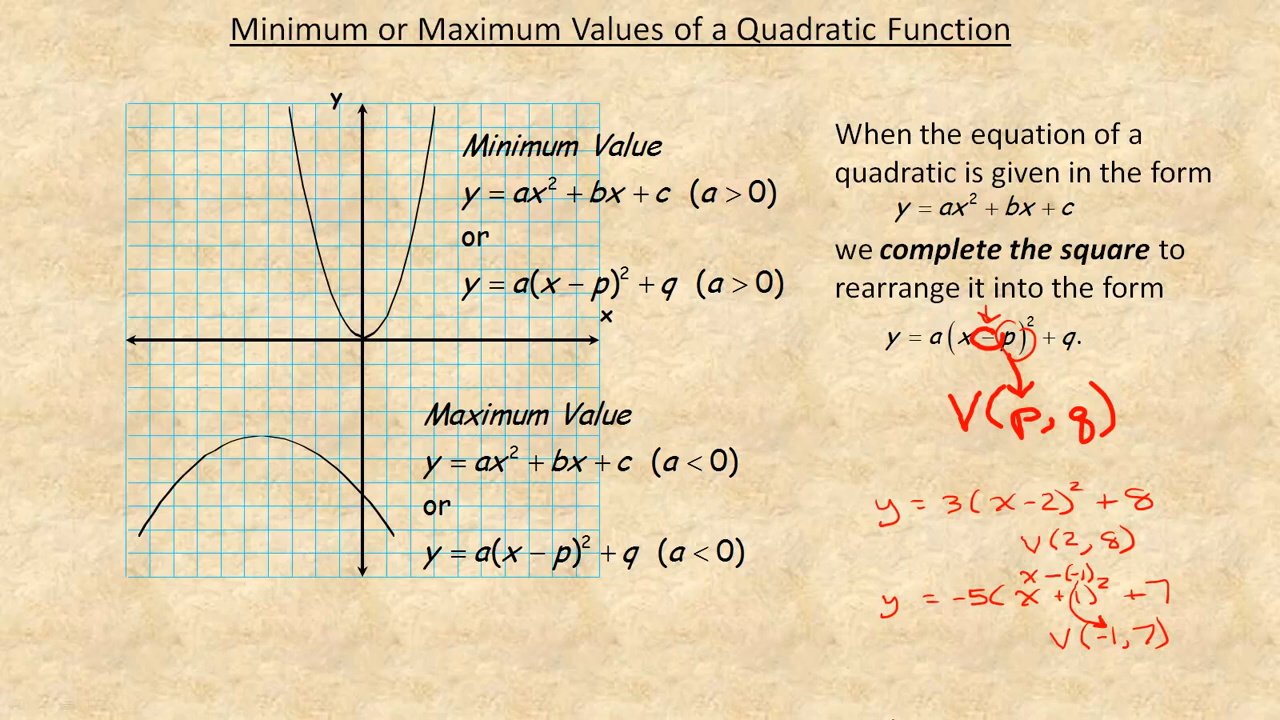 Minimum or Maximum Values of a Quadratic Function
y
Minimum Value
y = ax² + bx + c (a > 0)
or
y = a(x − p)² + q (a > 0)
x
Maximum Value
y = ax² + bx + c (a < 0)
or
y = a(x − p)² + q (a < 0)
When the equation of a
quadratic is given in the form
y = ax² + bx + c
we complete the square to
rearrange it into the form
y = a(x − p)² + q.
V(p, q)
y = 3(x − 2)² + 8
V(2, 8)
x − (−1)
y = −5(x + 1)² + 7
V(−1, 7)